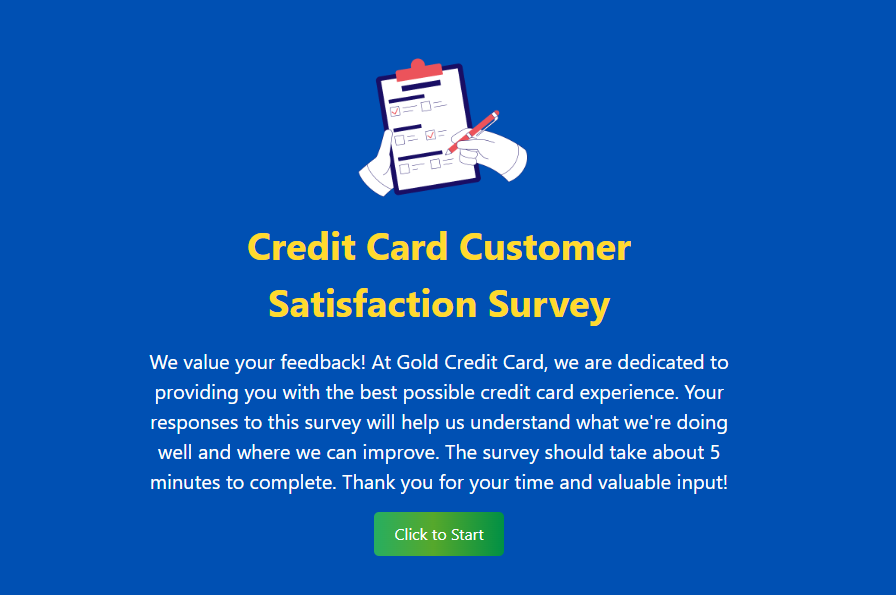 Credit Card Customer
Satisfaction Survey
We value your feedback! At Gold Credit Card, we are dedicated to
providing you with the best possible credit card experience. Your
responses to this survey will help us understand what we're doing
well and where we can improve. The survey should take about 5
minutes to complete. Thank you for your time and valuable input!
Click to Start